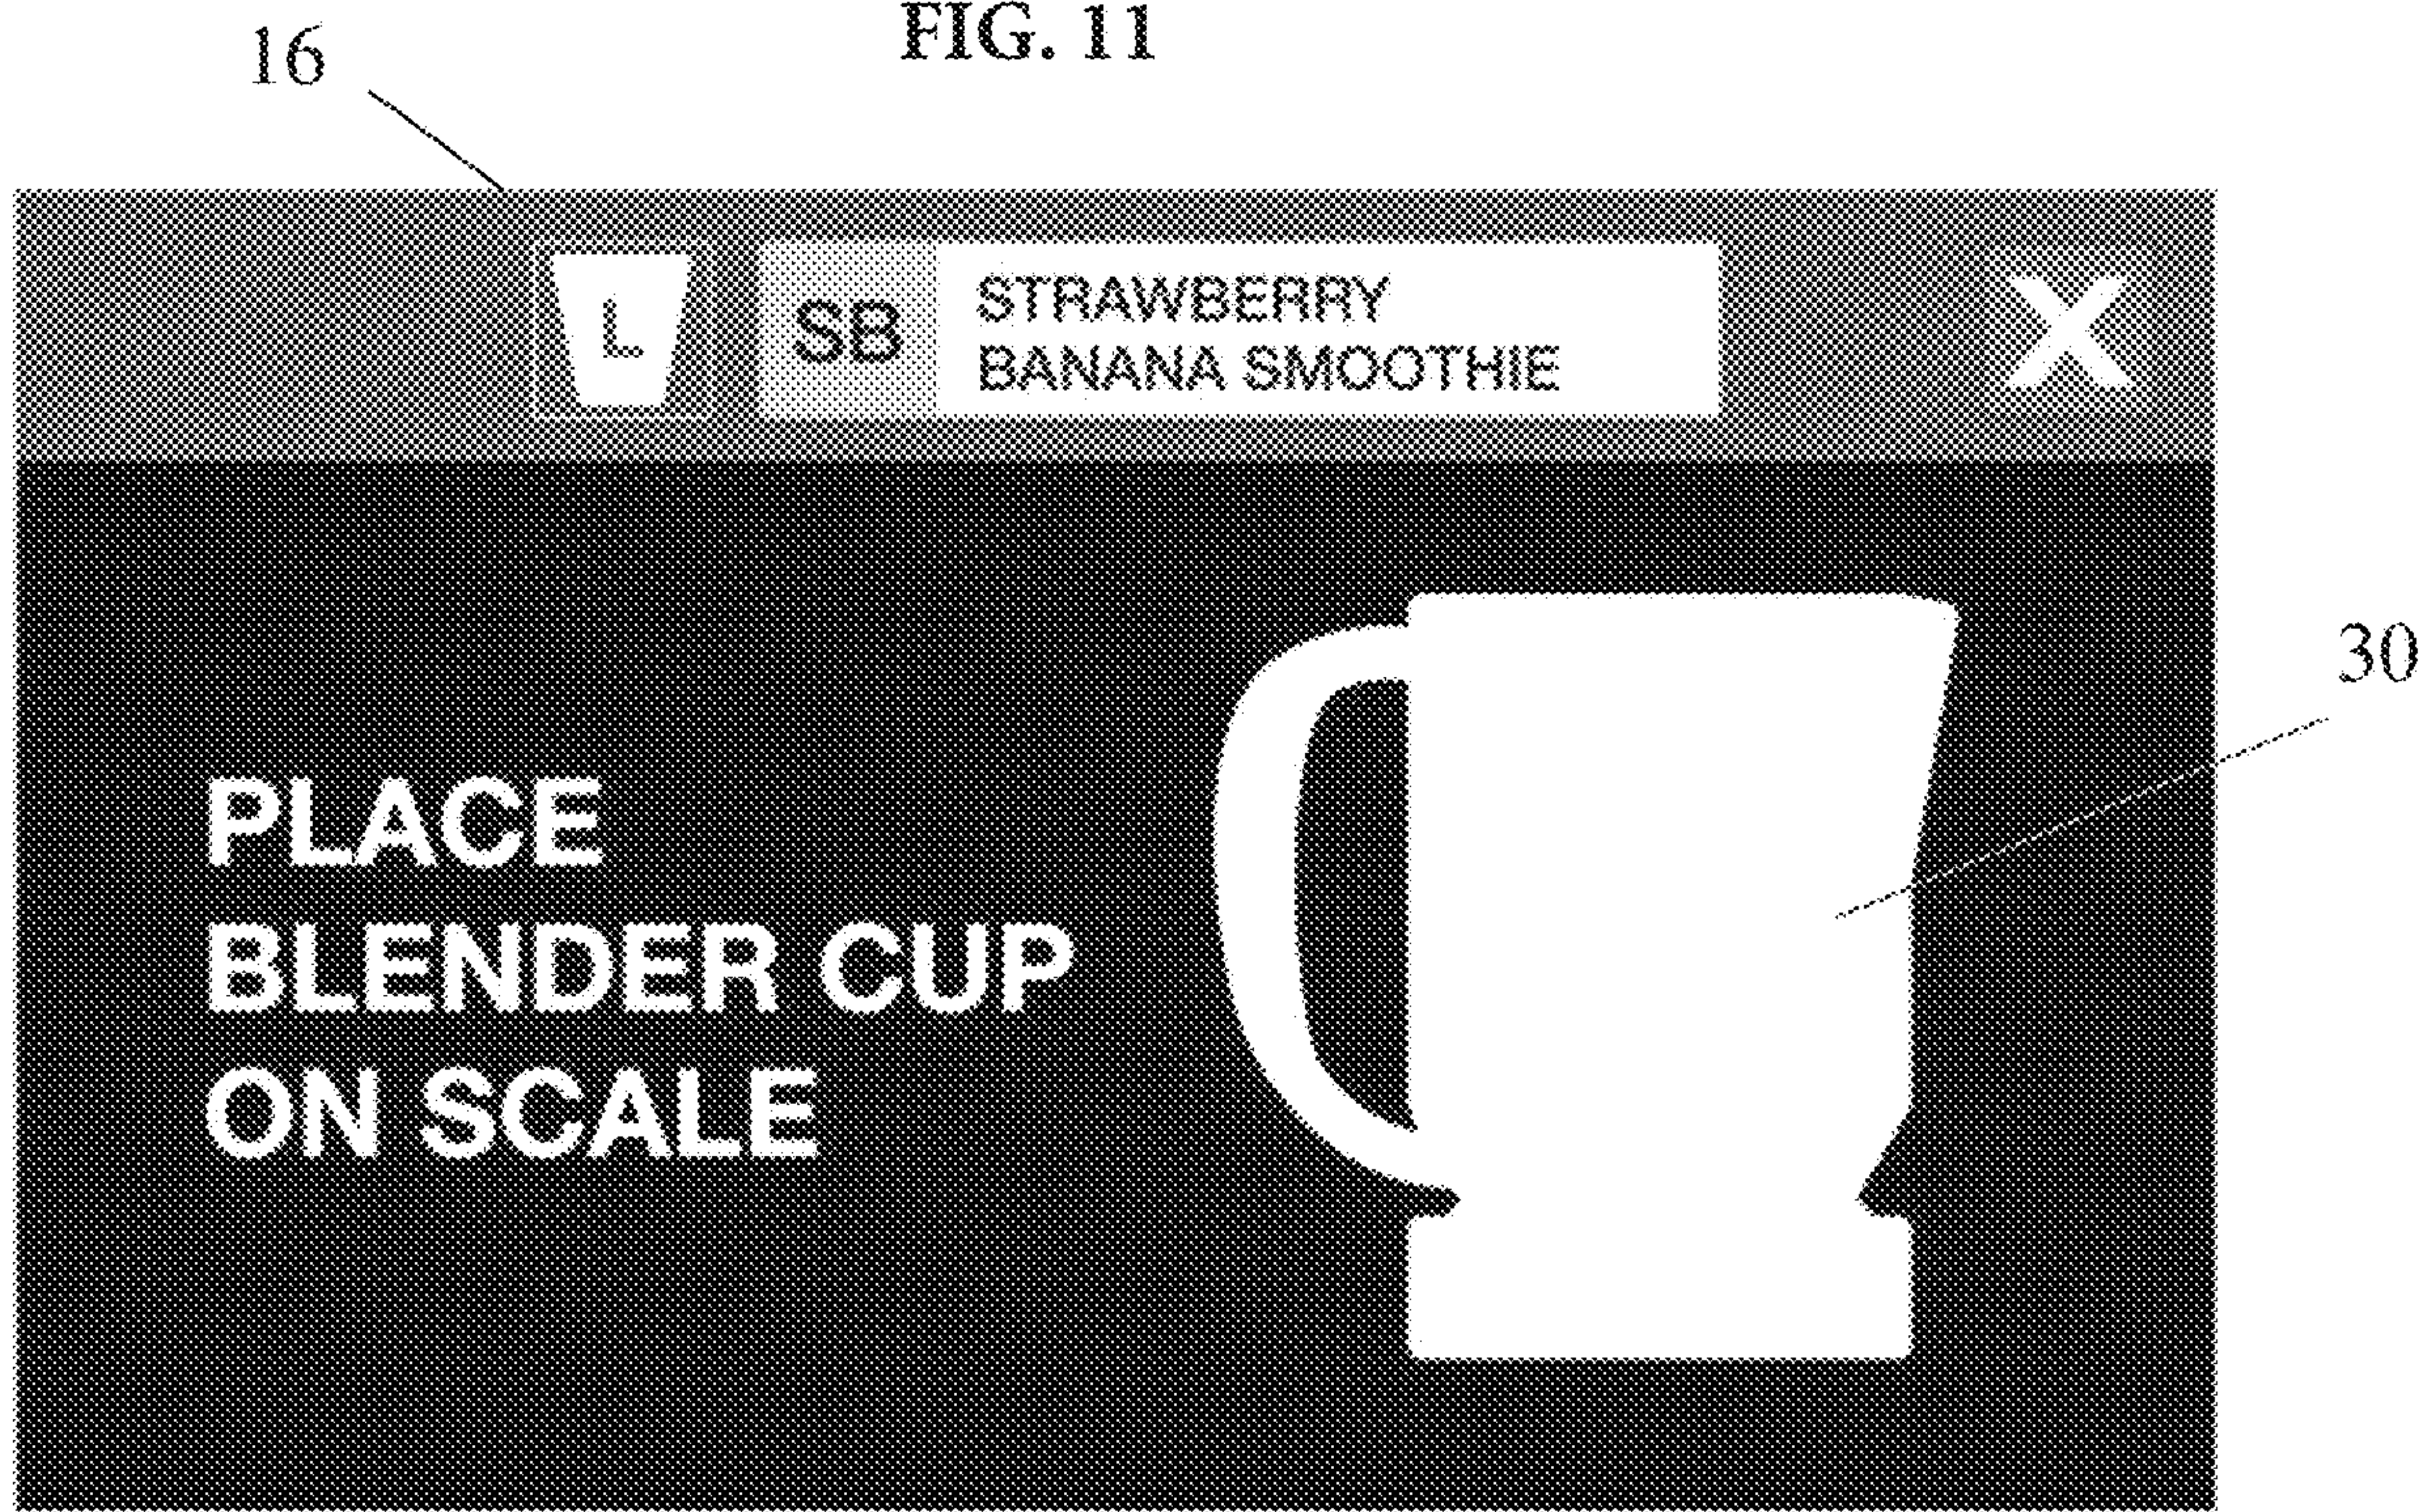 FIG. 11
16
L
SB
STRAWBERRY
BANANA SMOOTHIE
X
30
PLACE
BLENDER CUP
ON SCALE